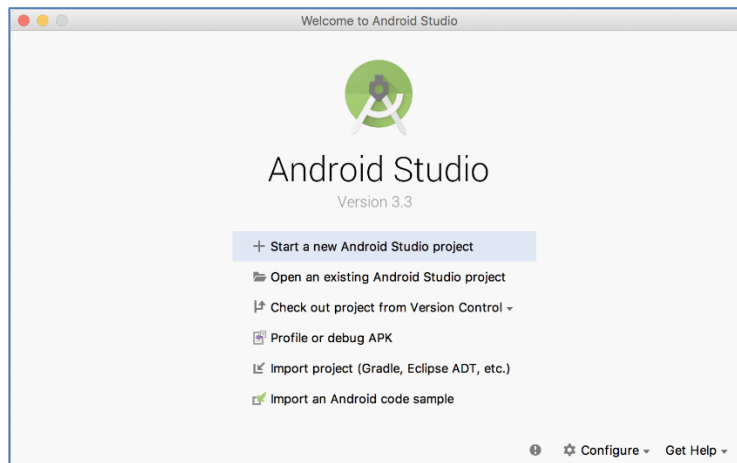 Welcome to Android Studio
Android Studio
Version 3.3
Start a new Android Studio project
Open an existing Android Studio project
Check out project from Version Control
Profile or debug APK
Import project (Gradle, Eclipse ADT, etc.)
Import an Android code sample
Configure Get Help